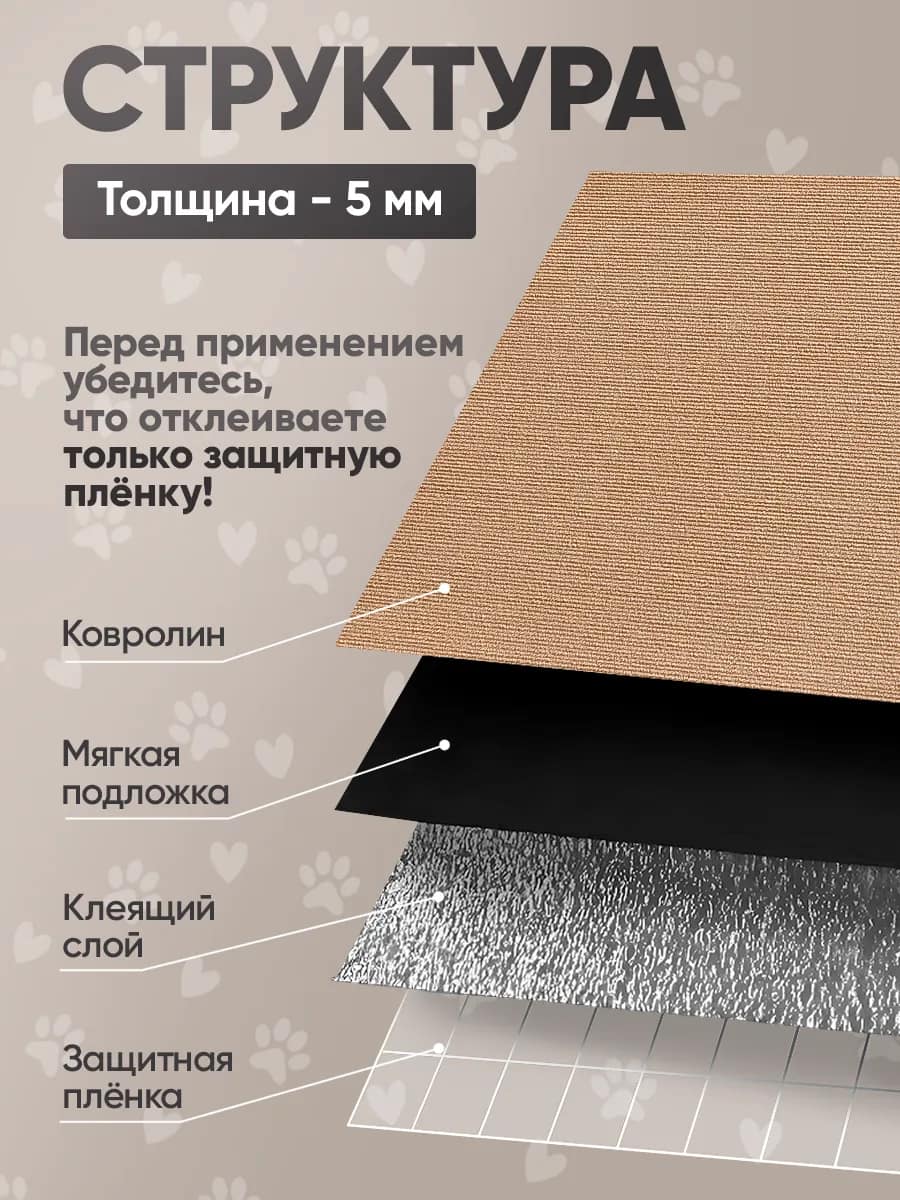 СТРУКТУРА
Толщина - 5 мм
Перед применением
убедитесь,
что отклеиваете
только защитную
плёнку!
Ковролин
Мягкая
подложка
Клеящий
слой
Защитная
плёнка